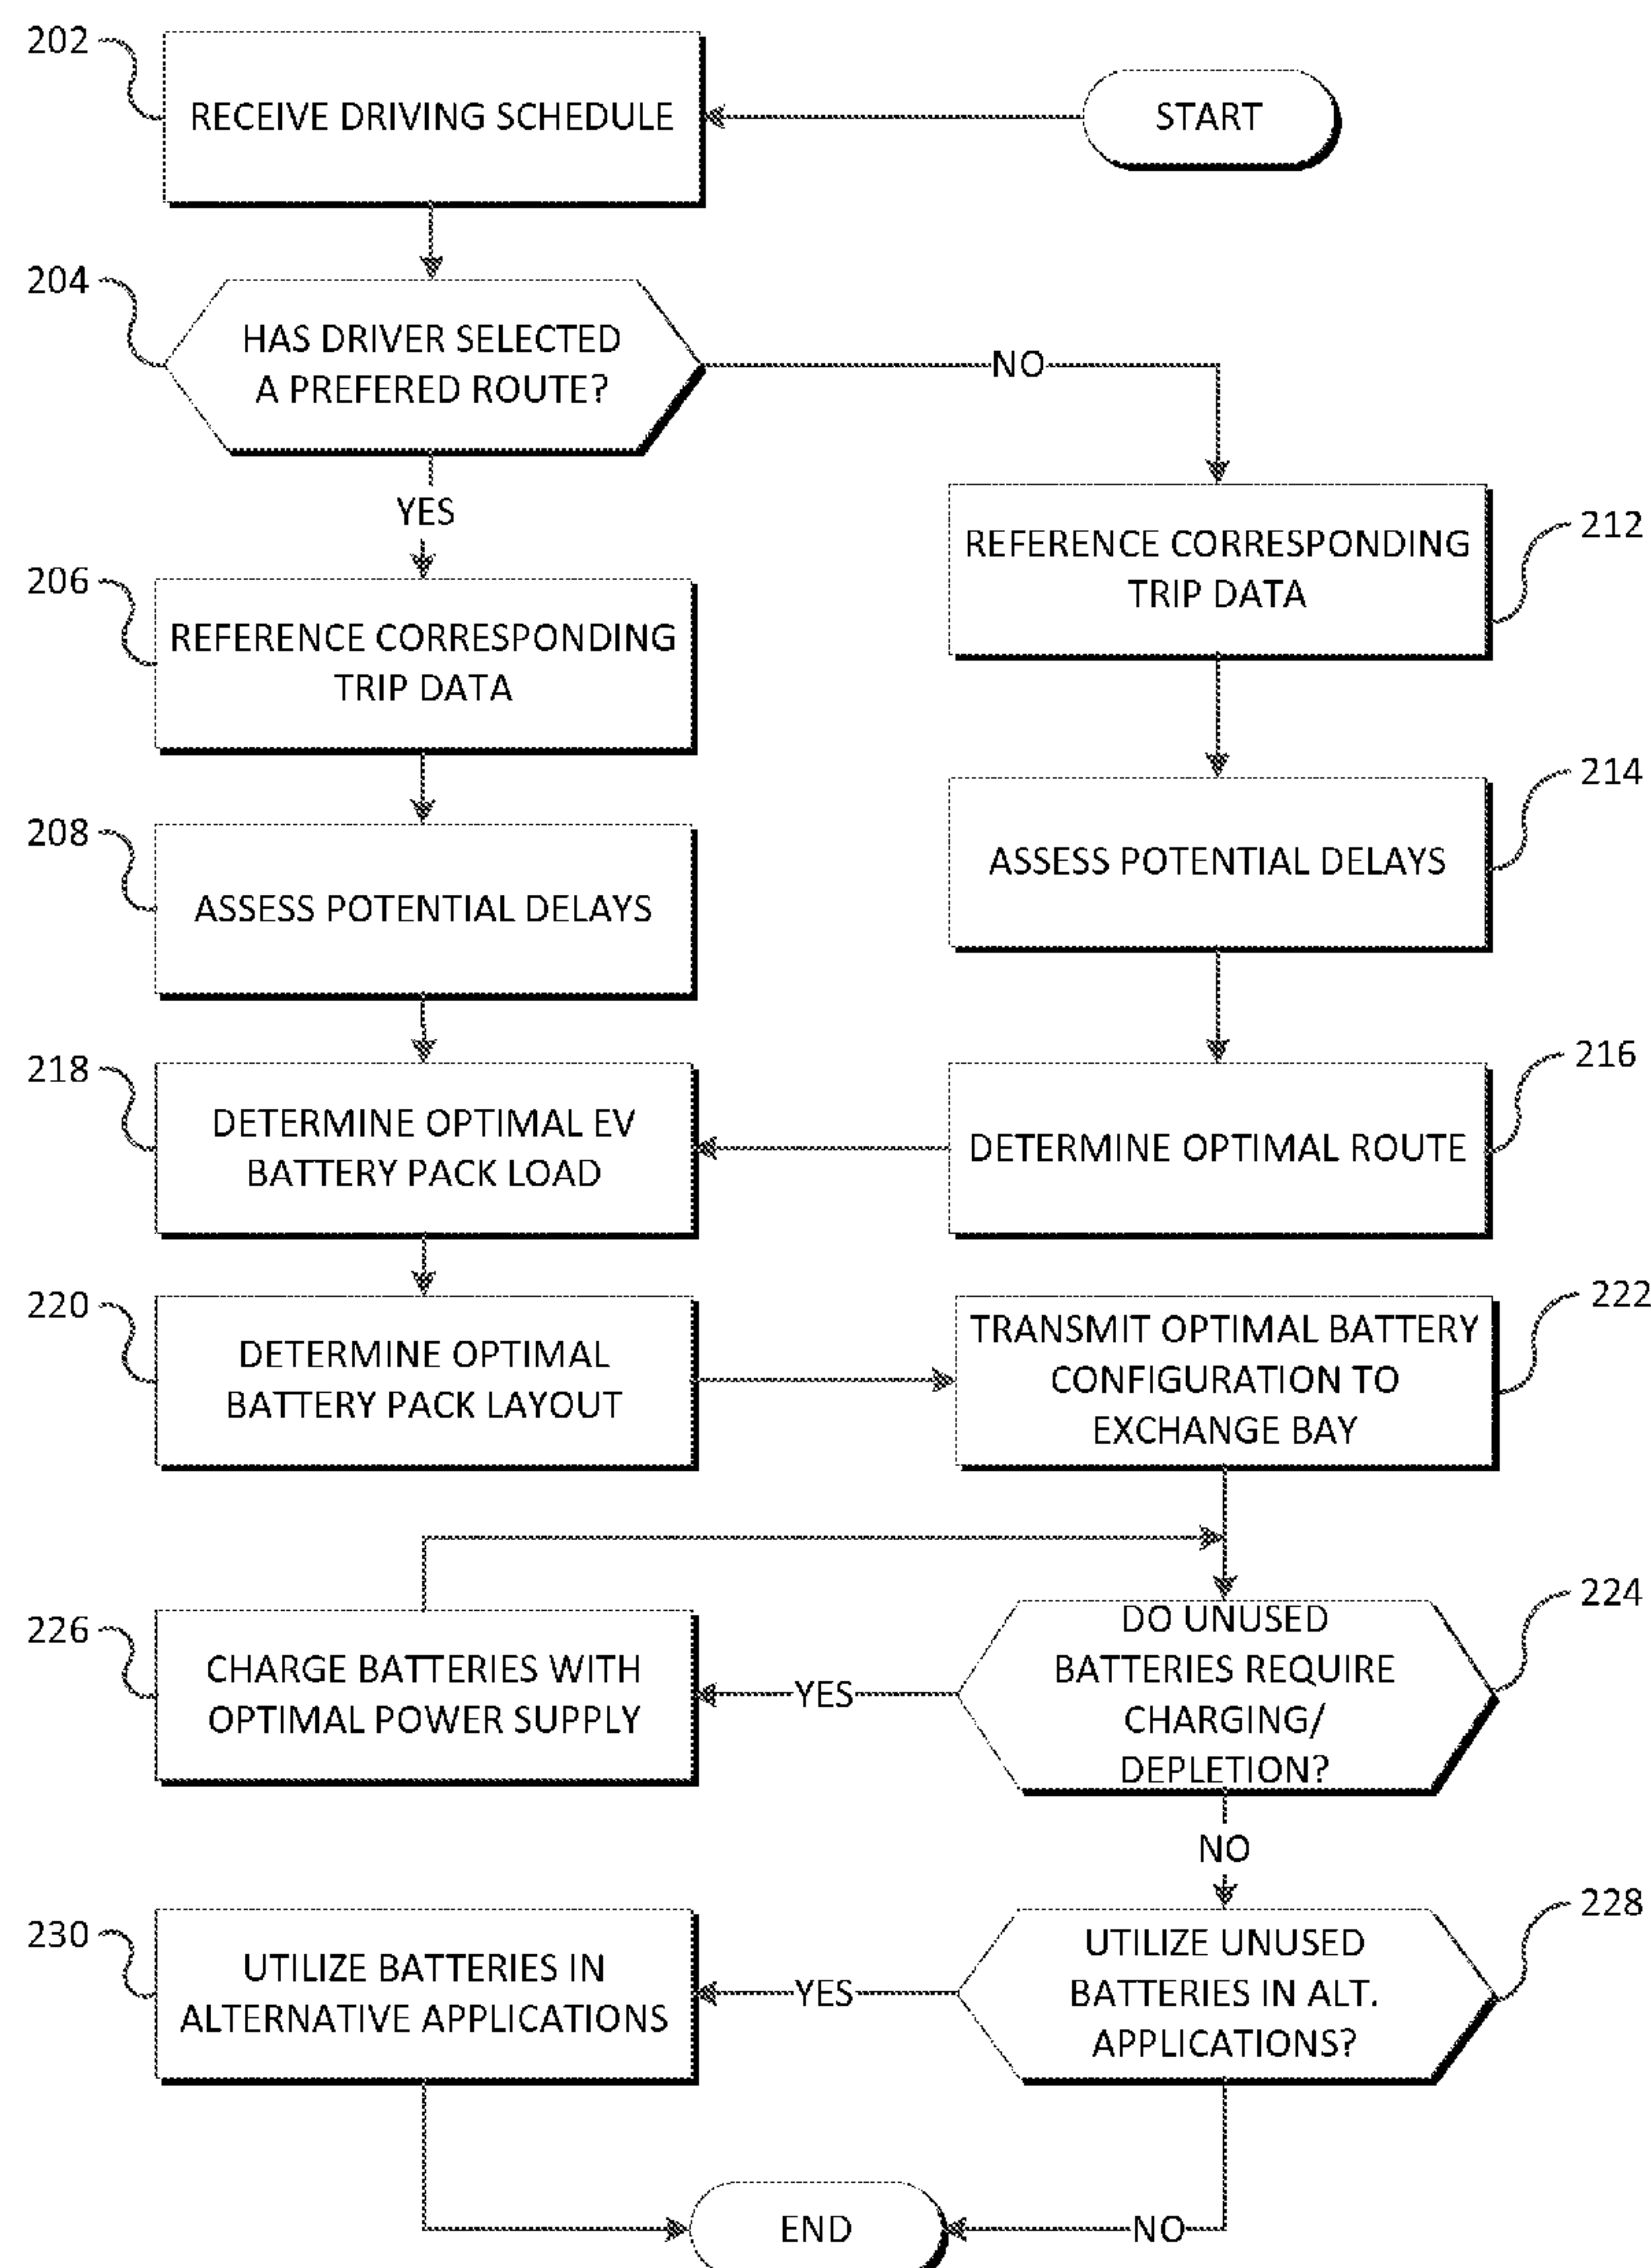 202
RECEIVE DRIVING SCHEDULE
START
204
HAS DRIVER SELECTED
A PREFERED ROUTE?
NO
YES
206
REFERENCE CORRESPONDING
TRIP DATA
212
REFERENCE CORRESPONDING
TRIP DATA
208
ASSESS POTENTIAL DELAYS
214
ASSESS POTENTIAL DELAYS
218
DETERMINE OPTIMAL EV
BATTERY PACK LOAD
216
DETERMINE OPTIMAL ROUTE
220
DETERMINE OPTIMAL
BATTERY PACK LAYOUT
222
TRANSMIT OPTIMAL BATTERY
CONFIGURATION TO
EXCHANGE BAY
224
DO UNUSED
BATTERIES REQUIRE
CHARGING/
DEPLETION?
YES
226
CHARGE BATTERIES WITH
OPTIMAL POWER SUPPLY
NO
228
UTILIZE UNUSED
BATTERIES IN ALT.
APPLICATIONS?
YES
230
UTILIZE BATTERIES IN
ALTERNATIVE APPLICATIONS
END
NO